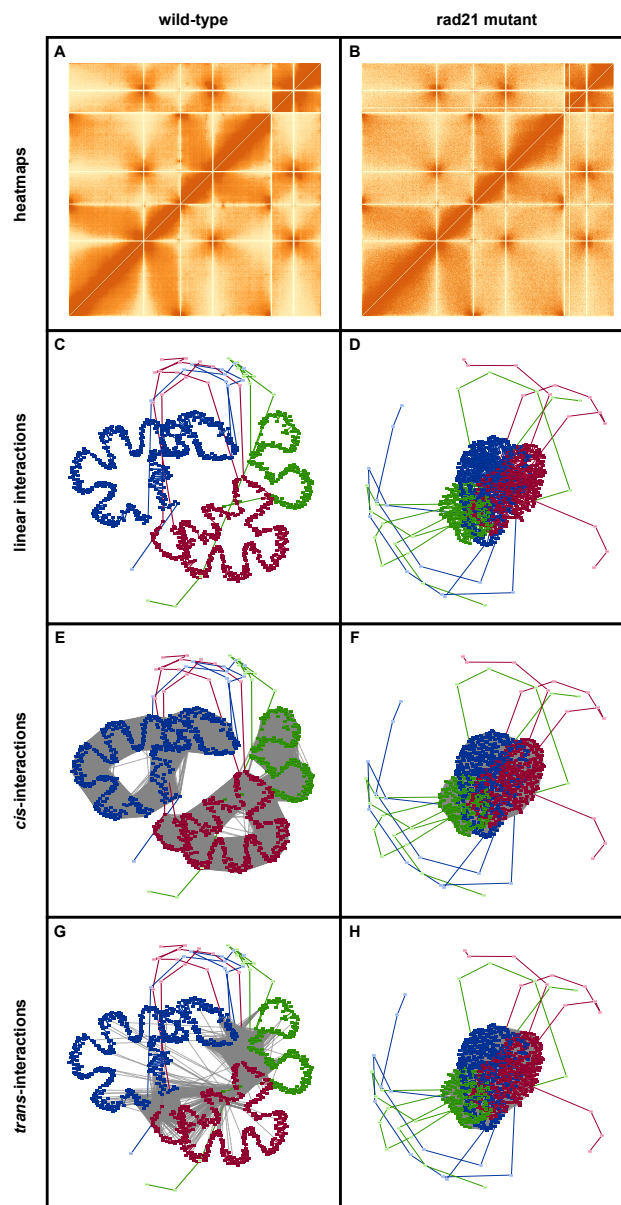 wild-type
rad21 mutant
heatmaps
A
B
linear interactions
C
D
cis-interactions
E
F
trans-interactions
G
H